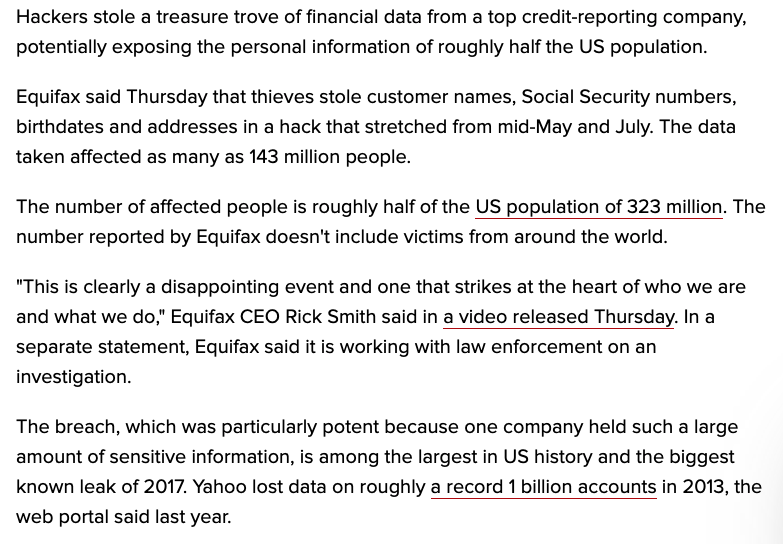 Hackers stole a treasure trove of financial data from a top credit-reporting company,
potentially exposing the personal information of roughly half the US population.
Equifax said Thursday that thieves stole customer names, Social Security numbers,
birthdates and addresses in a hack that stretched from mid-May and July. The data
taken affected as many as 143 million people.
The number of affected people is roughly half of the US population of 323 million. The
number reported by Equifax doesn't include victims from around the world.
"This is clearly a disappointing event and one that strikes at the heart of who we are
and what we do," Equifax CEO Rick Smith said in a video released Thursday. In a
separate statement, Equifax said it is working with law enforcement on an
investigation.
The breach, which was particularly potent because one company held such a large
amount of sensitive information, is among the largest in US history and the biggest
known leak of 2017. Yahoo lost data on roughly a record 1 billion accounts in 2013, the
web portal said last year.